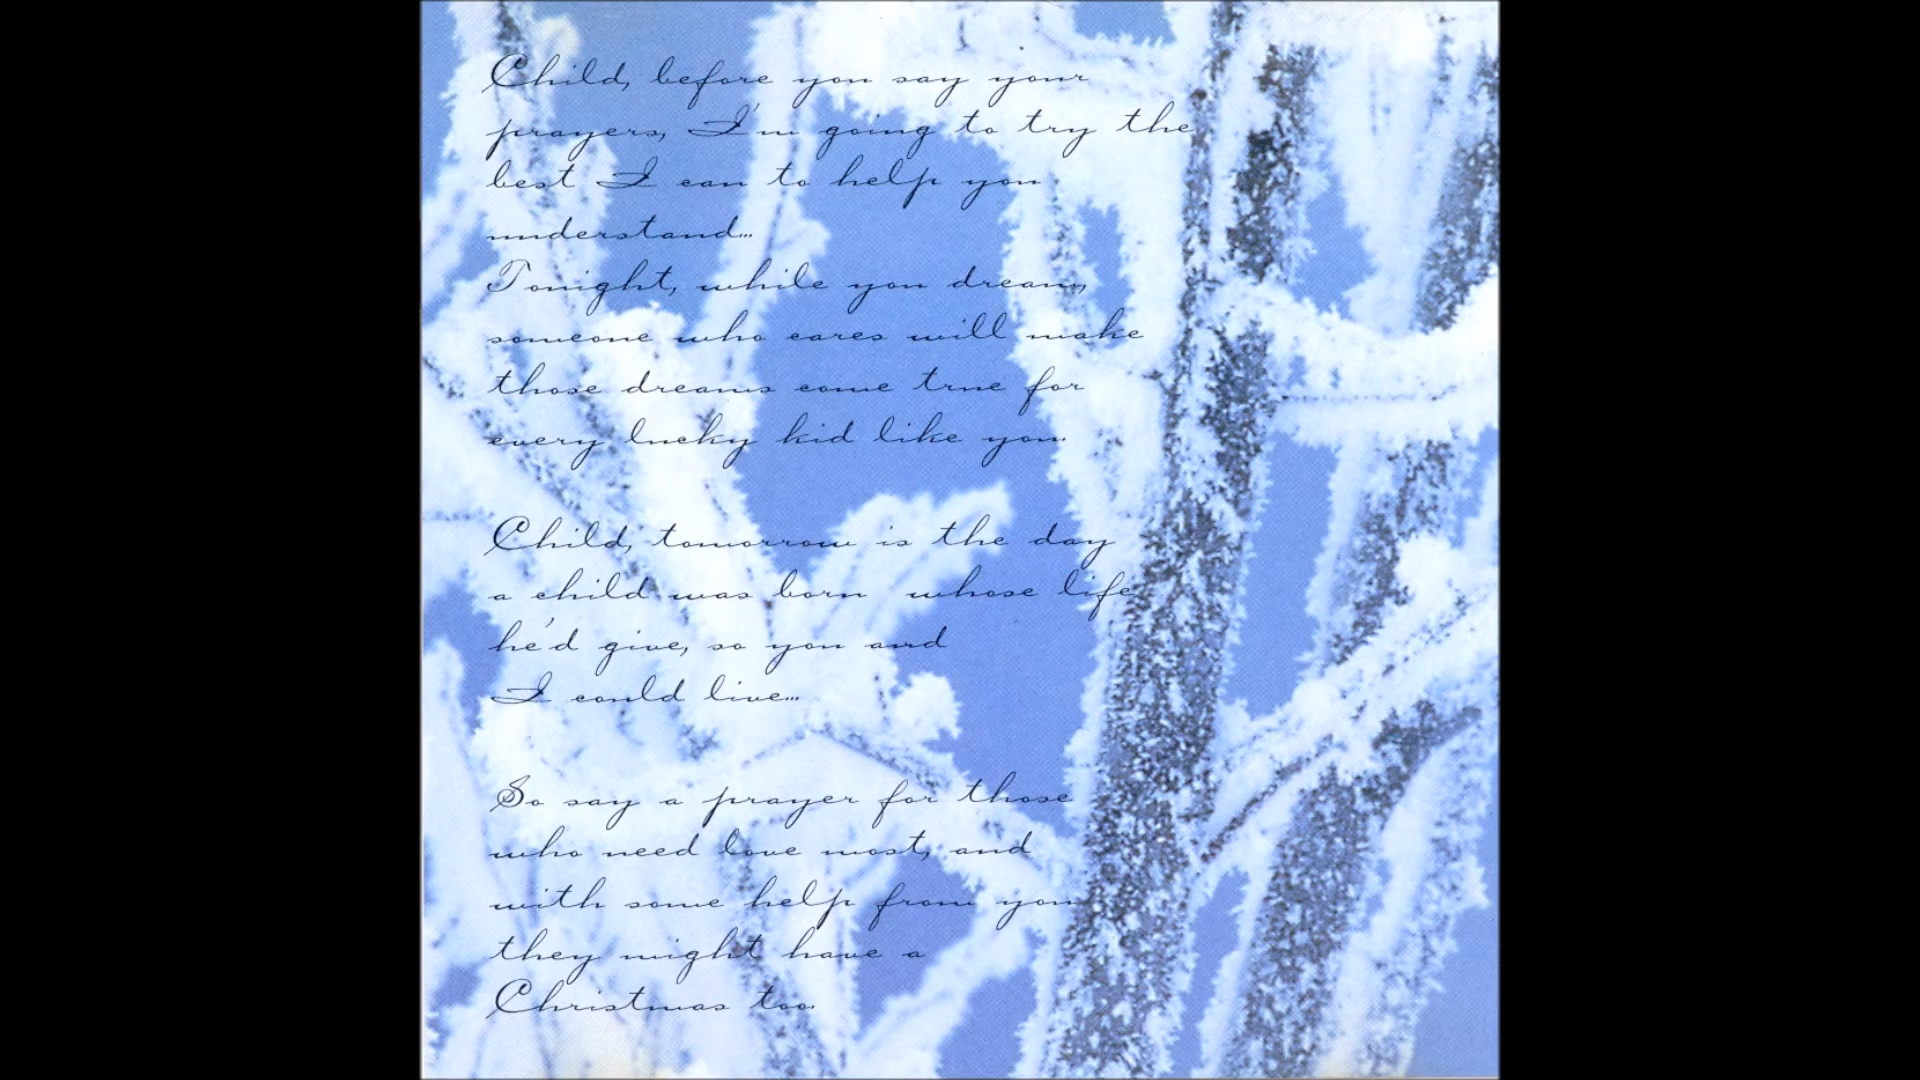 Child, before you say your
prayers, I'm going to try the
best I can to help you
understand...
Tonight, while you dream,
someone who cares will make
those dreams come true for
every lucky kid like you.
Child, tomorrow is the day
a child was born whose life
he'd give, so you and
I could live...
So say a prayer for those
who need love most, and
with some help from you
they might have a
Christmas too.